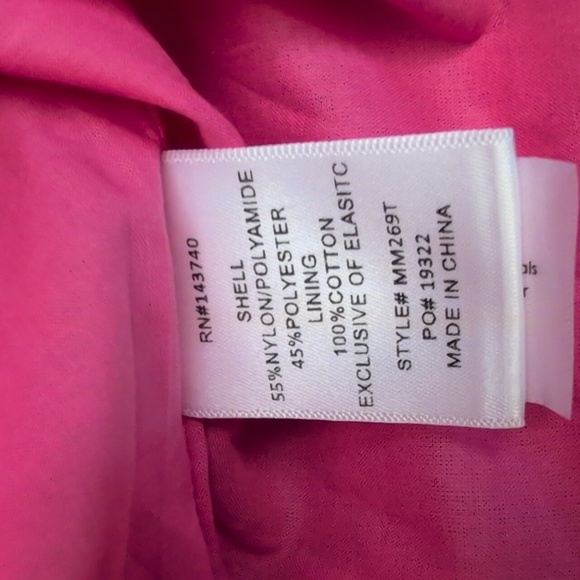 RN#143740
SHELL
55%NYLON/POLYAMIDE
45%POLYESTER
LINING
100%COTTON
EXCLUSIVE OF ELASITC
STYLE# MM269T
PO# 19322
MADE IN CHINA